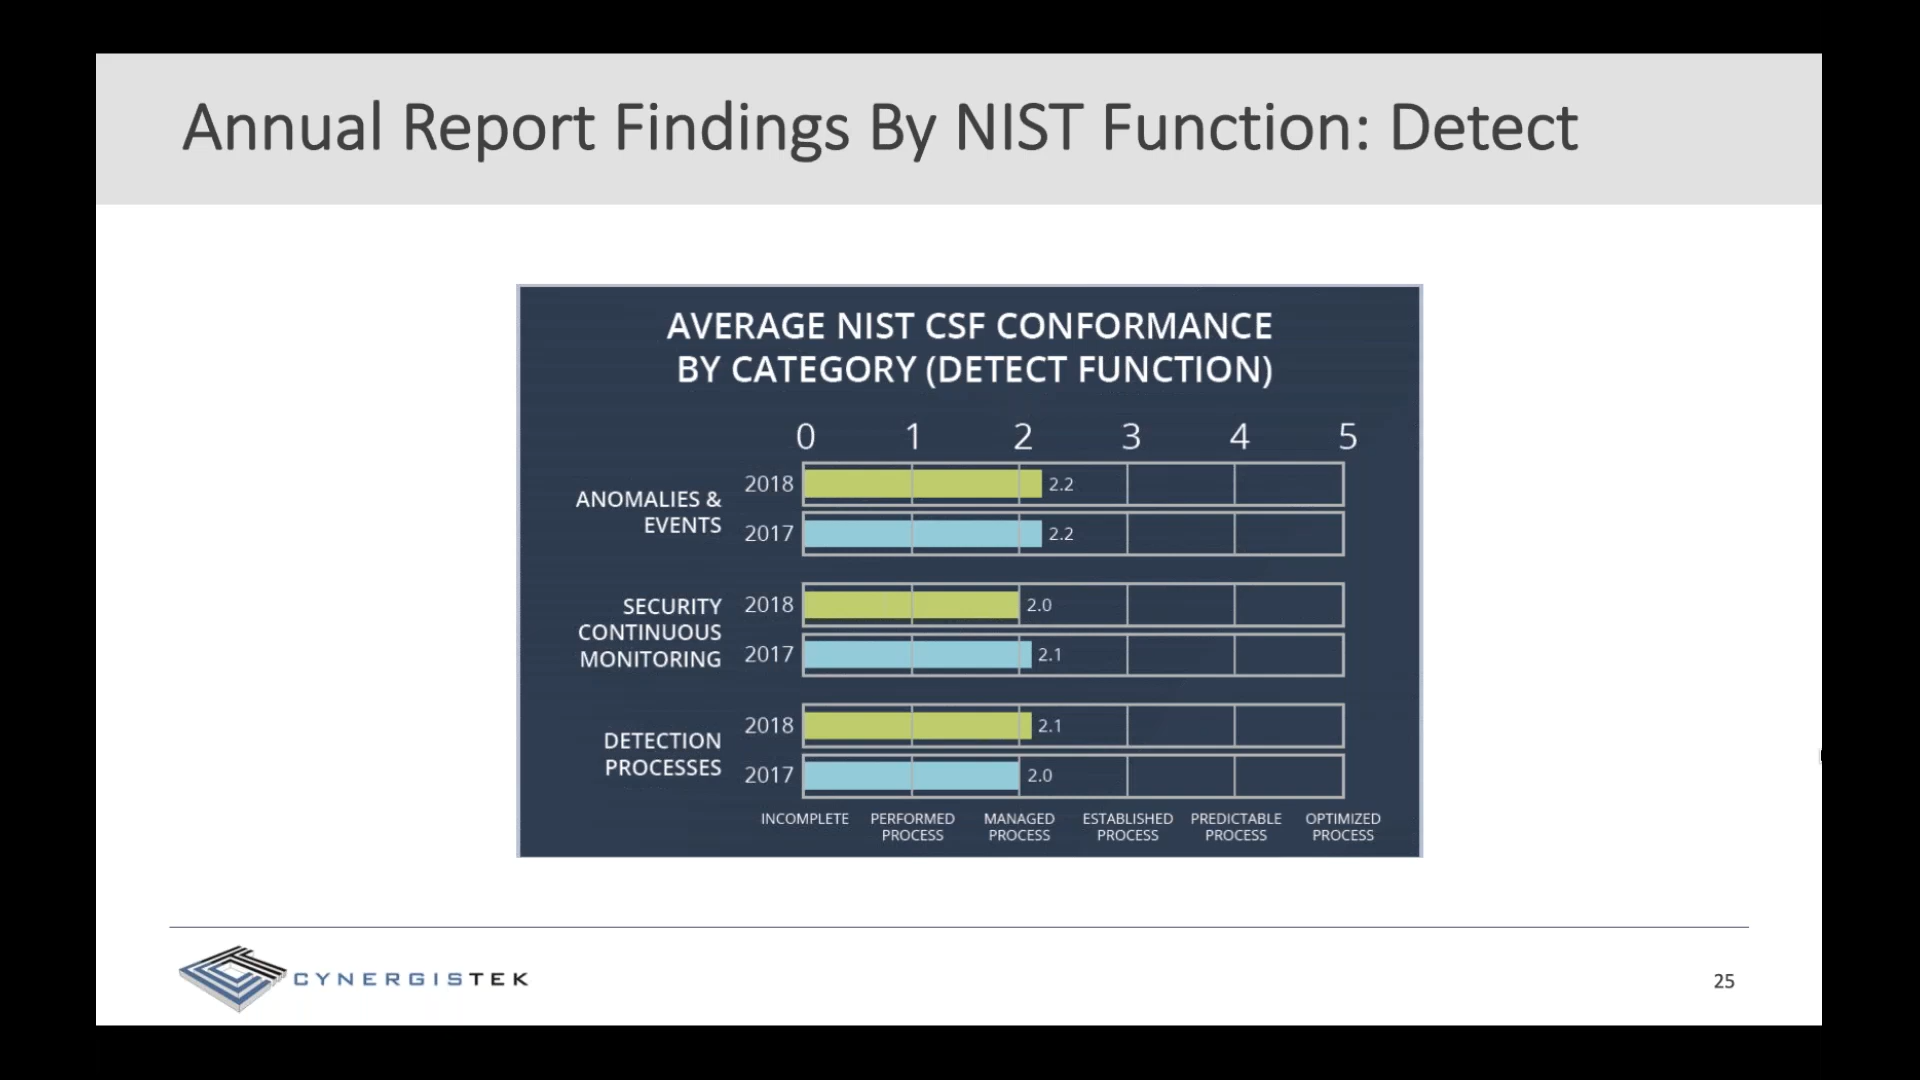 Annual Report Findings By NIST Function: Detect
AVERAGE NIST CSF CONFORMANCE
BY CATEGORY (DETECT FUNCTION)
0 1 2 3 4 5
ANOMALIES &
EVENTS
2018 2.2
2017 2.2
SECURITY
CONTINUOUS
MONITORING
2018 2.0
2017 2.1
DETECTION
PROCESSES
2018 2.1
2017 2.0
INCOMPLETE
PERFORMED
PROCESS
MANAGED
PROCESS
ESTABLISHED
PROCESS
PREDICTABLE
PROCESS
OPTIMIZED
PROCESS
CYNERGISTEK
25